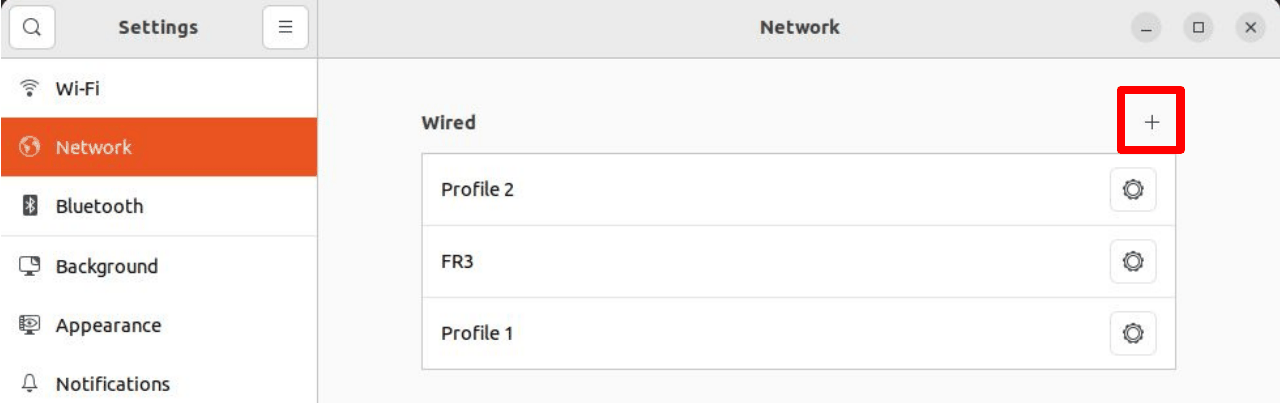 Settings
Network
Wi-Fi
Network
Bluetooth
Background
Appearance
Notifications
Wired
Profile 2
FR3
Profile 1